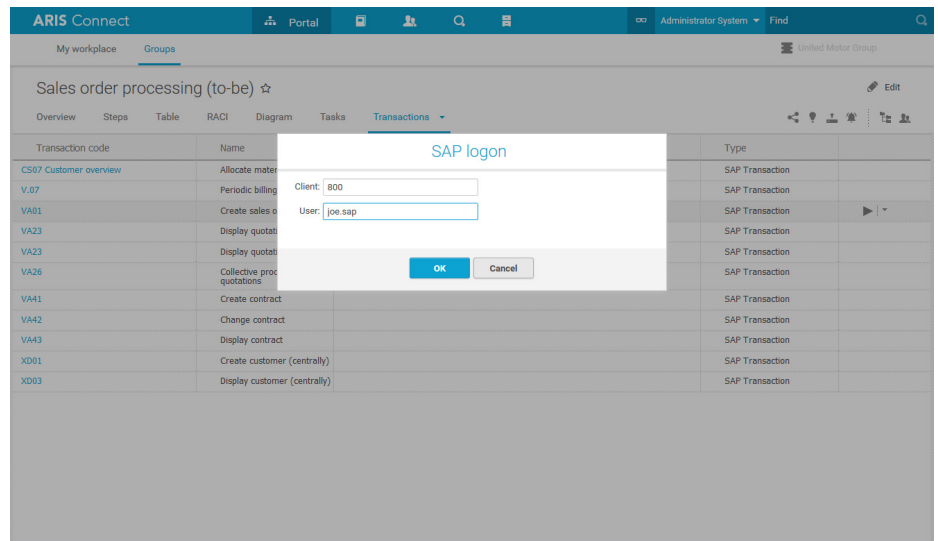 ARIS Connect Portal Administrator System Find
My workplace Groups United Motor Group
Sales order processing (to-be) Edit
Overview Steps Table RACI Diagram Tasks Transactions
Transaction code Name Type
SAP logon
CS07 Customer overview Allocate mater SAP Transaction
Client: 800
V.07 Periodic billing SAP Transaction
User: joe.sap
VA01 Create sales o SAP Transaction
VA23 Display quotati SAP Transaction
VA23 Display quotati SAP Transaction
VA26 Collective proc SAP Transaction
quotations
OK Cancel
VA41 Create contract SAP Transaction
VA42 Change contract SAP Transaction
VA43 Display contract SAP Transaction
XD01 Create customer (centrally) SAP Transaction
XD03 Display customer (centrally) SAP Transaction